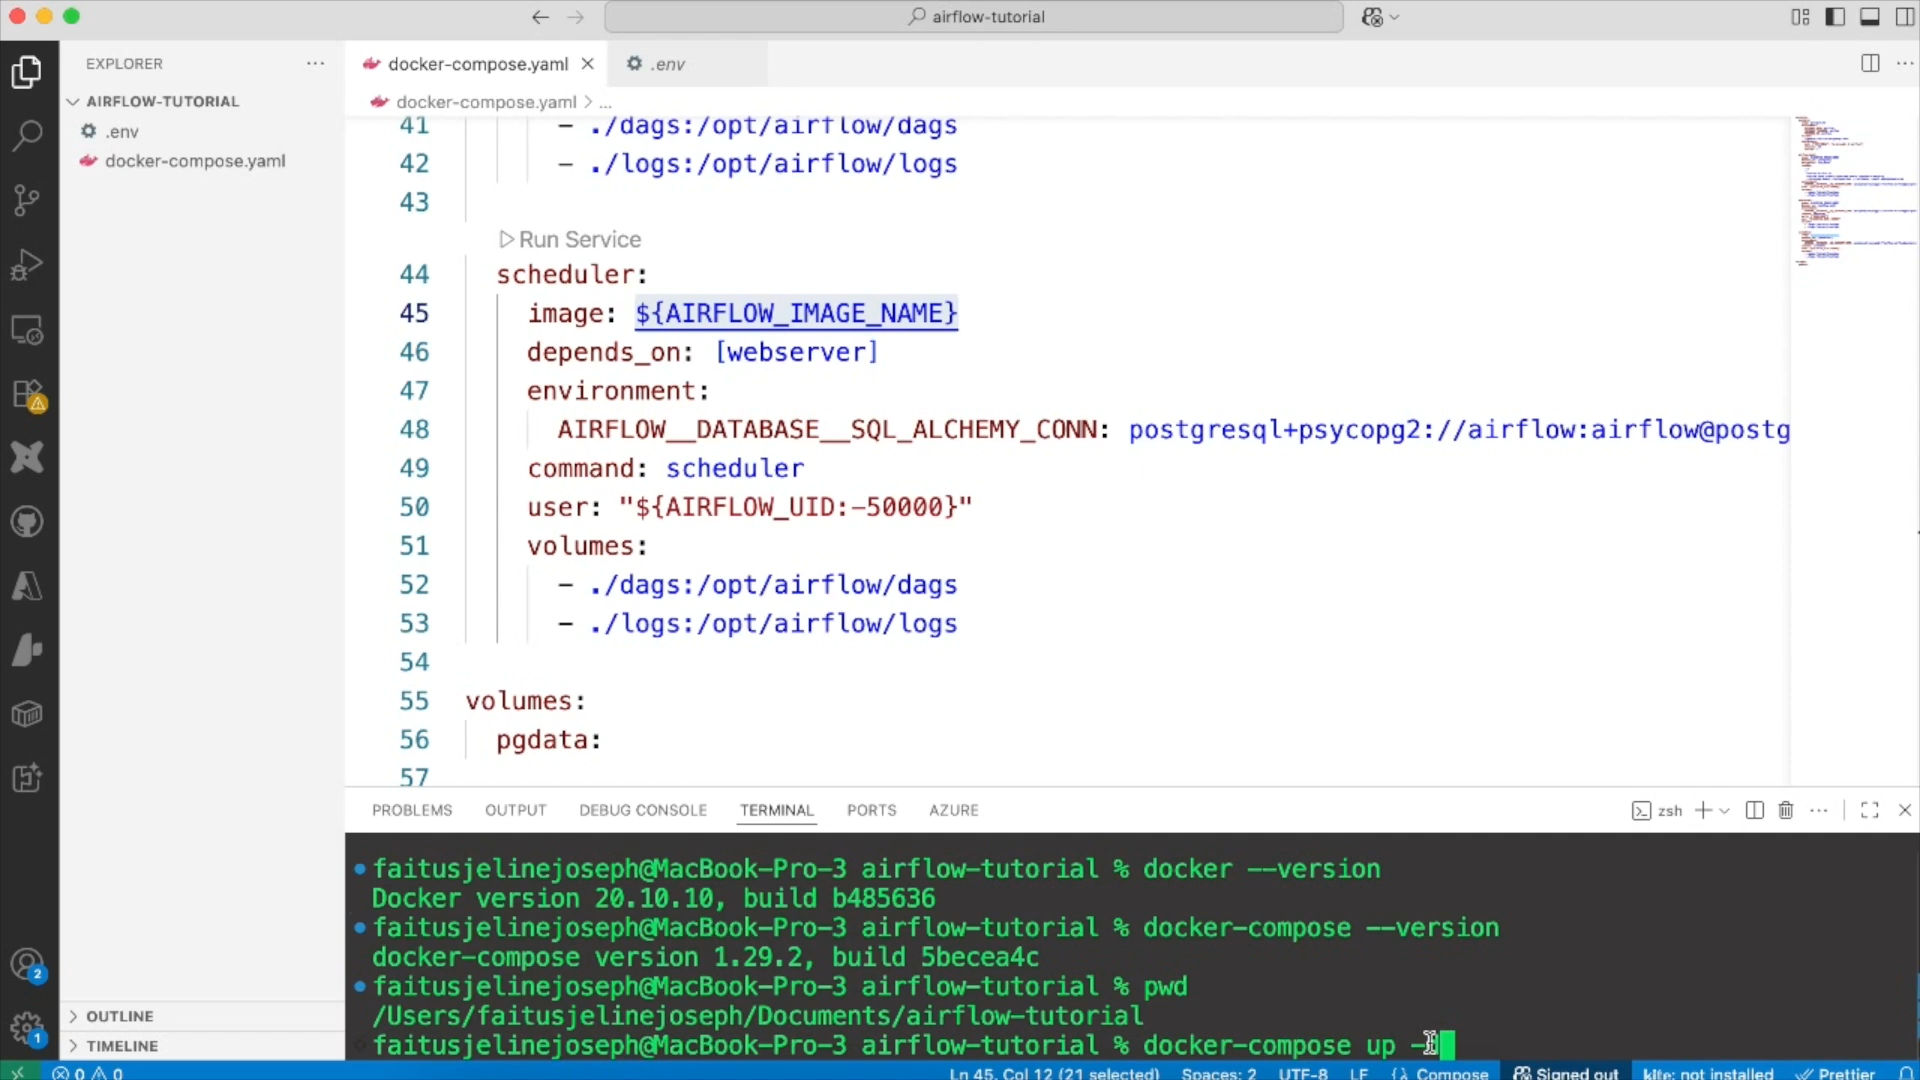 airflow-tutorial
EXPLORER
docker-compose.yaml
.env
AIRFLOW-TUTORIAL
docker-compose.yaml > ...
.env
docker-compose.yaml
41 - ./dags:/opt/airflow/dags
42 - ./logs:/opt/airflow/logs
43
Run Service
44 scheduler:
45 image: ${AIRFLOW_IMAGE_NAME}
46 depends_on: [webserver]
47 environment:
48 AIRFLOW__DATABASE__SQL_ALCHEMY_CONN: postgresql+psycopg2://airflow:airflow@postg
49 command: scheduler
50 user: "${AIRFLOW_UID:-50000}"
51 volumes:
52 - ./dags:/opt/airflow/dags
53 - ./logs:/opt/airflow/logs
54
55 volumes:
56 pgdata:
57
PROBLEMS OUTPUT DEBUG CONSOLE TERMINAL PORTS AZURE
zsh
faitusjelinejoseph@MacBook-Pro-3 airflow-tutorial % docker --version
Docker version 20.10.10, build b485636
faitusjelinejoseph@MacBook-Pro-3 airflow-tutorial % docker-compose --version
docker-compose version 1.29.2, build 5becea4c
faitusjelinejoseph@MacBook-Pro-3 airflow-tutorial % pwd
/Users/faitusjelinejoseph/Documents/airflow-tutorial
faitusjelinejoseph@MacBook-Pro-3 airflow-tutorial % docker-compose up
2
1
OUTLINE
TIMELINE
0 0
Ln 45, Col 12 (21 selected) Spaces: 2 UTF-8 LF Compose Signed out kite: not installed Prettier